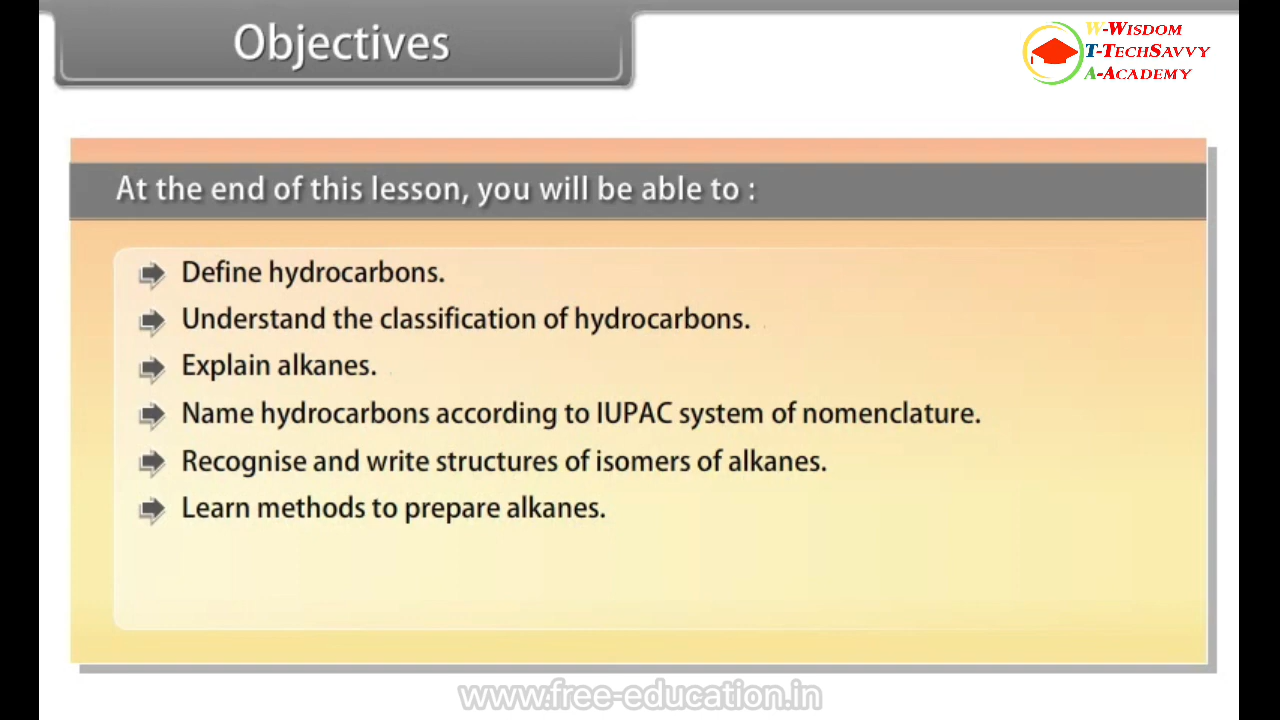 Objectives
W-Wisdom
T-TechSavvy
A-Academy
At the end of this lesson, you will be able to :
Define hydrocarbons.
Understand the classification of hydrocarbons.
Explain alkanes.
Name hydrocarbons according to IUPAC system of nomenclature.
Recognise and write structures of isomers of alkanes.
Learn methods to prepare alkanes.
www.free-education.in